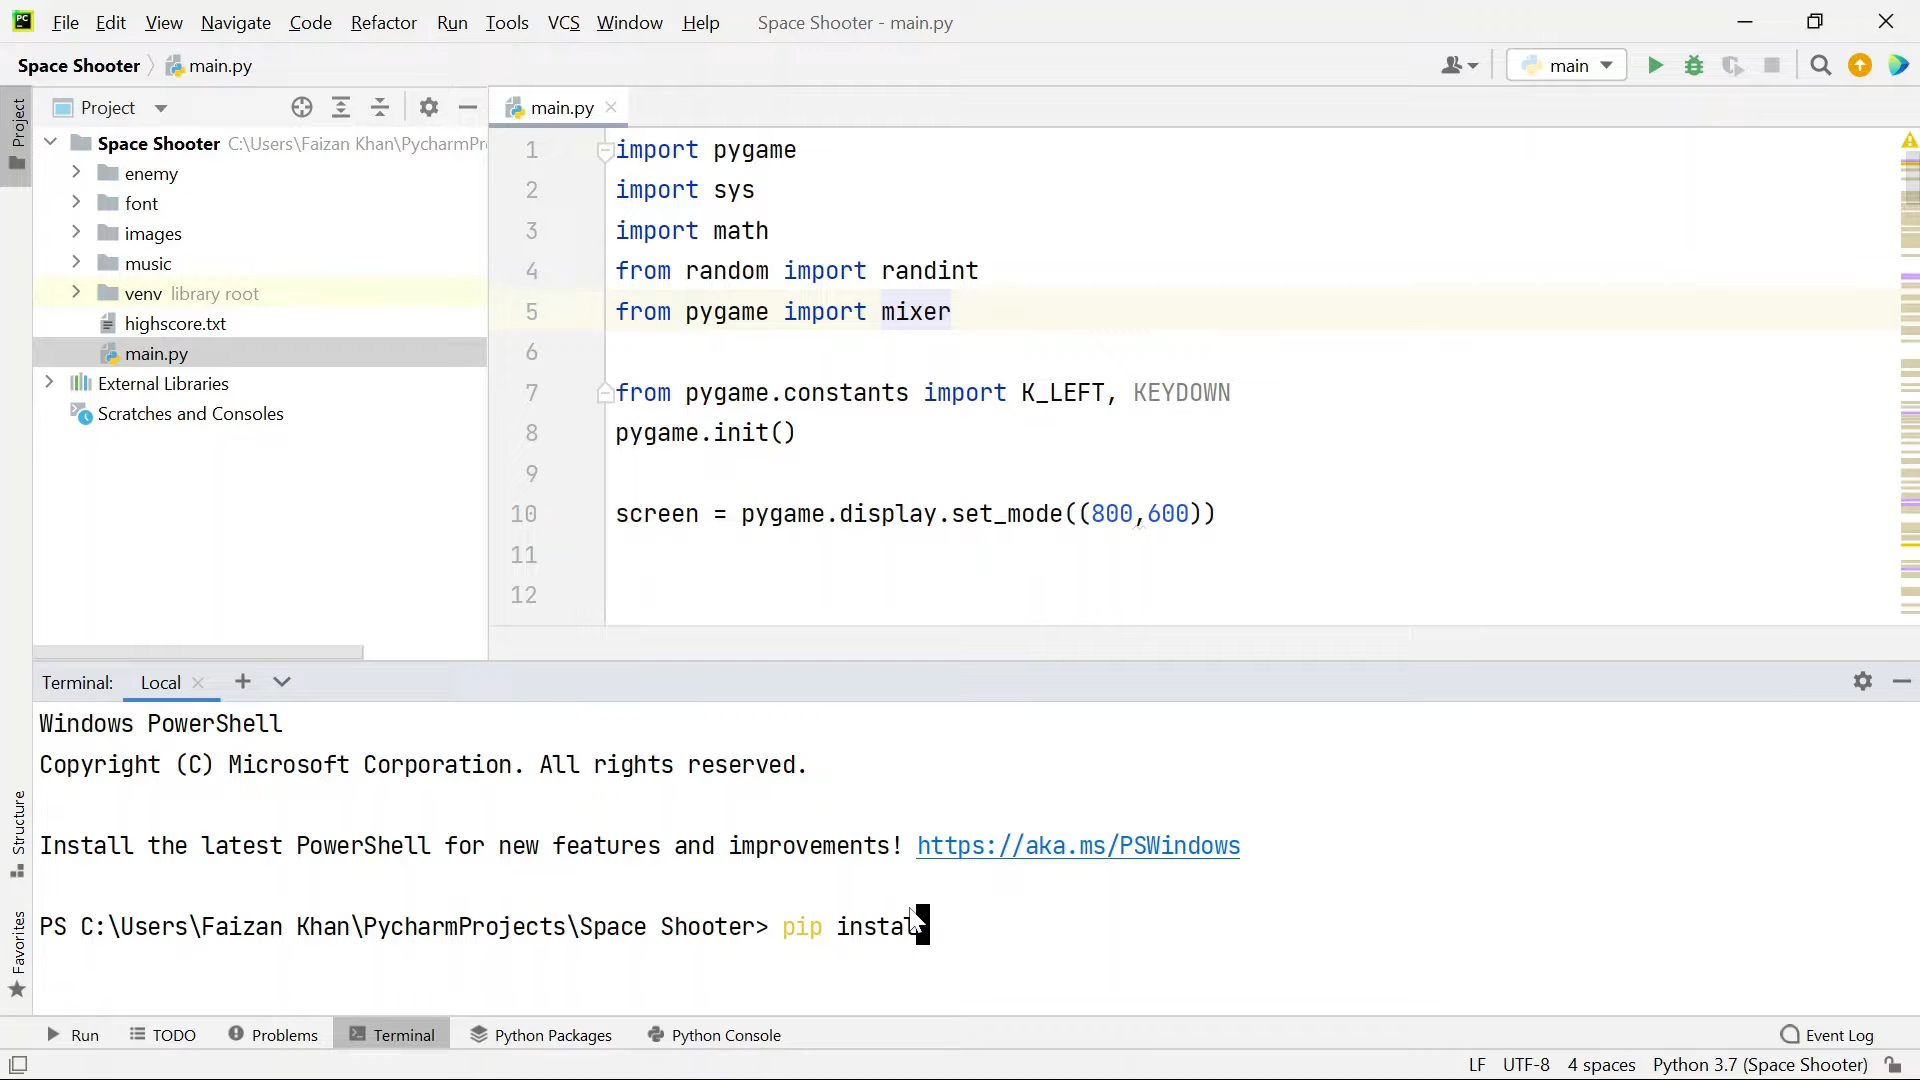 PC File Edit View Navigate Code Refactor Run Tools VCS Window Help Space Shooter - main.py
Space Shooter main.py main
Project main.py
Project
Space Shooter C:\Users\Faizan Khan\PycharmPr
enemy
font
images
music
venv library root
highscore.txt
main.py
External Libraries
Scratches and Consoles
1 import pygame
2 import sys
3 import math
4 from random import randint
5 from pygame import mixer
6
7 from pygame.constants import K_LEFT, KEYDOWN
8 pygame.init()
9
10 screen = pygame.display.set_mode((800,600))
11
12
Terminal: Local
Windows PowerShell
Copyright (C) Microsoft Corporation. All rights reserved.
Install the latest PowerShell for new features and improvements! https://aka.ms/PSWindows
PS C:\Users\Faizan Khan\PycharmProjects\Space Shooter> pip instal
Structure
Favorites
Run TODO Problems Terminal Python Packages Python Console Event Log
LF UTF-8 4 spaces Python 3.7 (Space Shooter)